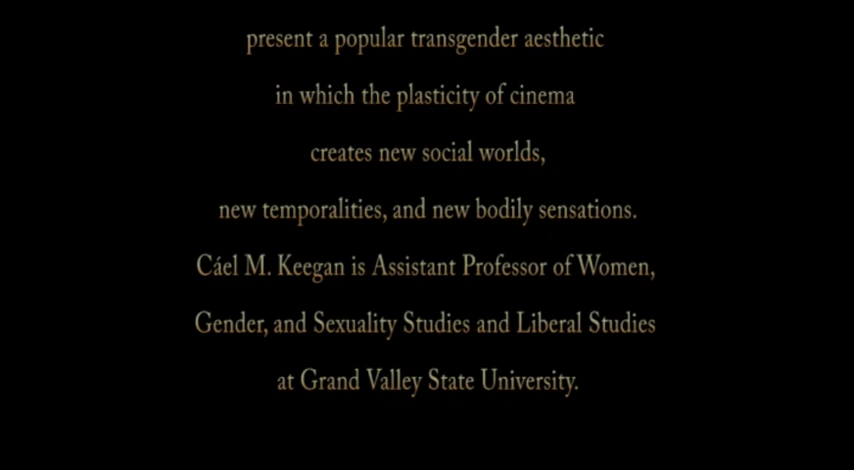 present a popular transgender aesthetic
in which the plasticity of cinema
creates new social worlds,
new temporalities, and new bodily sensations.
Cáel M. Keegan is Assistant Professor of Women,
Gender, and Sexuality Studies and Liberal Studies
at Grand Valley State University.